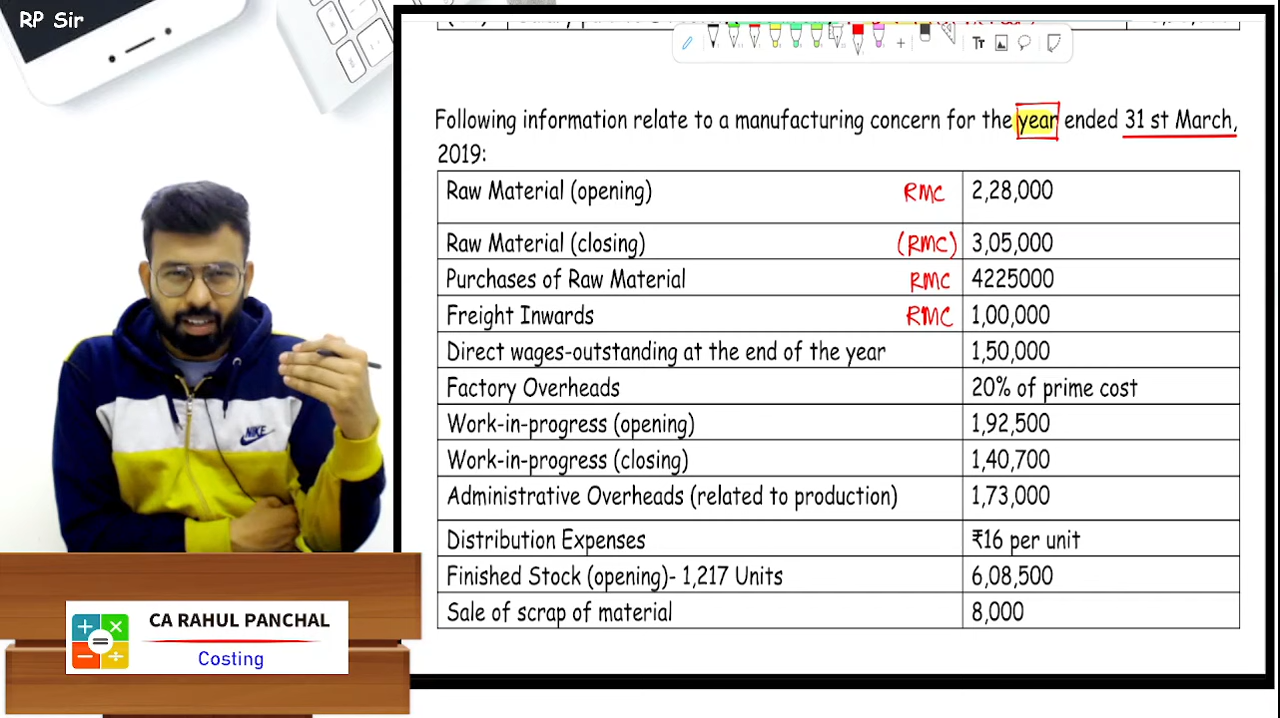 RP Sir
Tr
Following information relate to a manufacturing concern for the year ended 31 st March,
2019:
Raw Material (opening) RMC 2,28,000
Raw Material (closing) (RMC) 3,05,000
Purchases of Raw Material RMC 4225000
Freight Inwards RMC 1,00,000
Direct wages-outstanding at the end of the year 1,50,000
Factory Overheads 20% of prime cost
Work-in-progress (opening) 1,92,500
Work-in-progress (closing) 1,40,700
Administrative Overheads (related to production) 1,73,000
Distribution Expenses ₹16 per unit
Finished Stock (opening)- 1,217 Units 6,08,500
Sale of scrap of material 8,000
NIKE
CA RAHUL PANCHAL
Costing